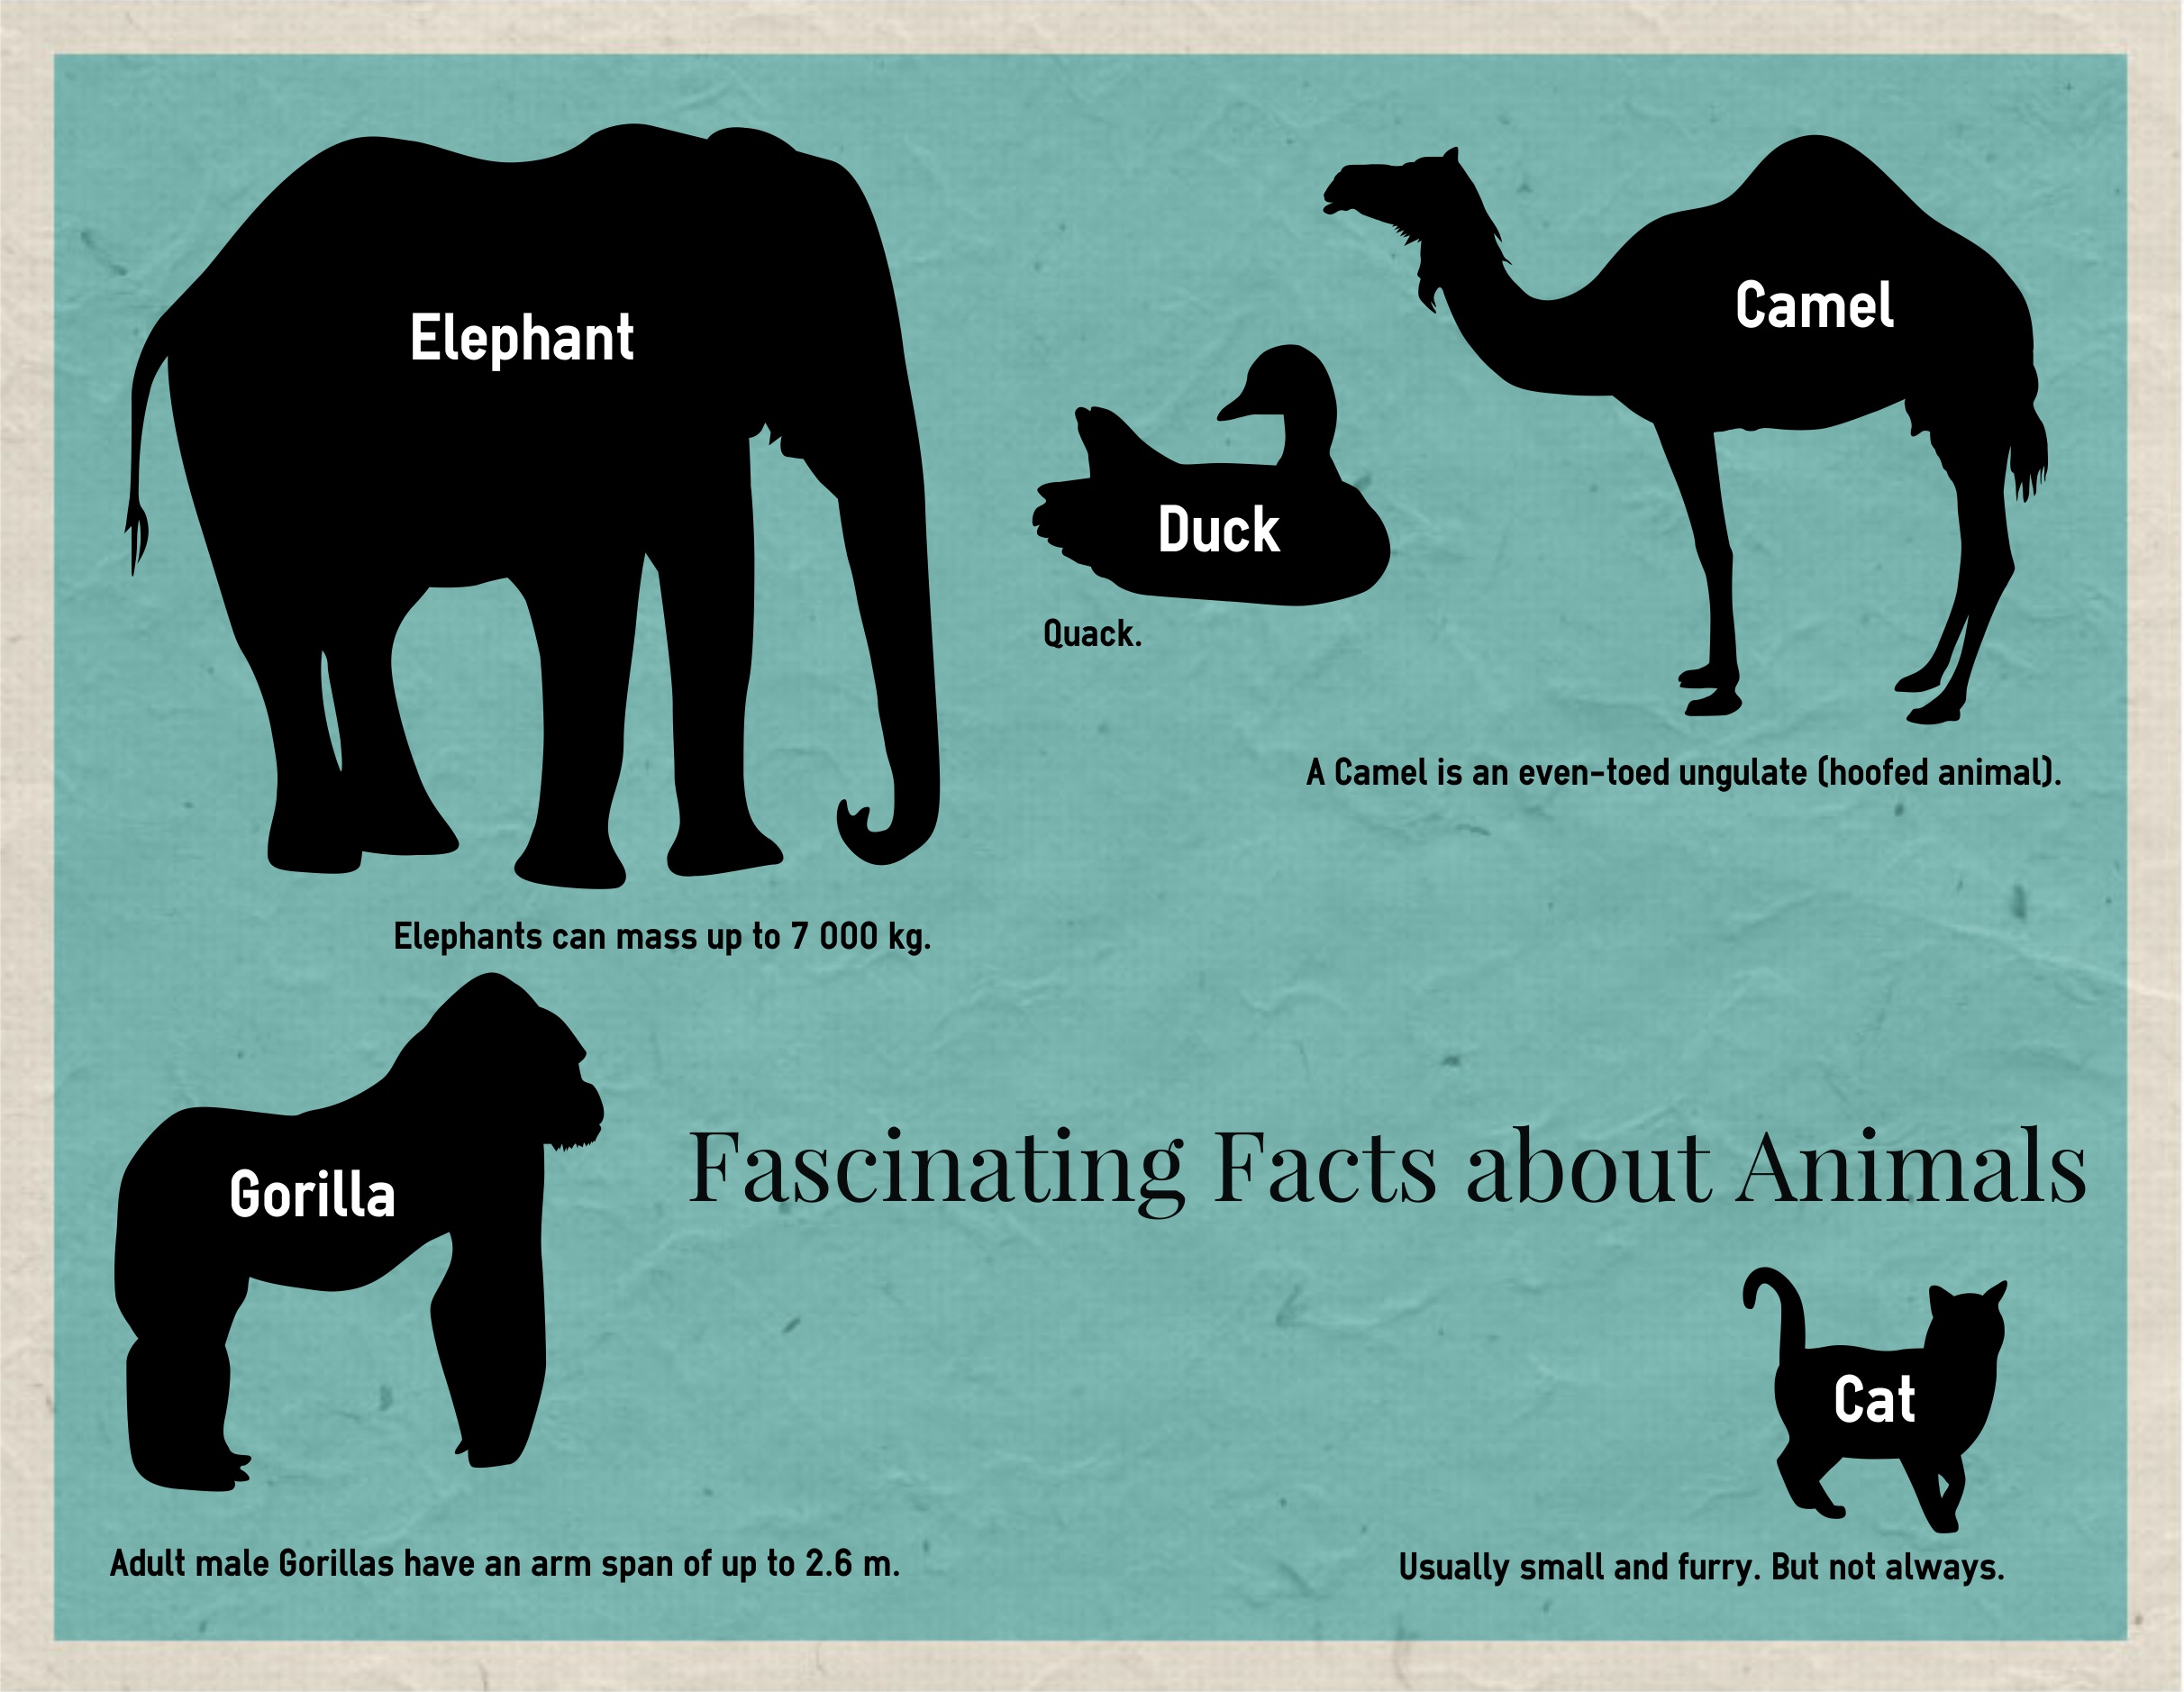 Elephant
Camel
Duck
Quack.
A Camel is an even-toed ungulate (hoofed animal).
Elephants can mass up to 7 000 kg.
Gorilla
Fascinating Facts about Animals
Cat
Adult male Gorillas have an arm span of up to 2.6 m.
Usually small and furry. But not always.